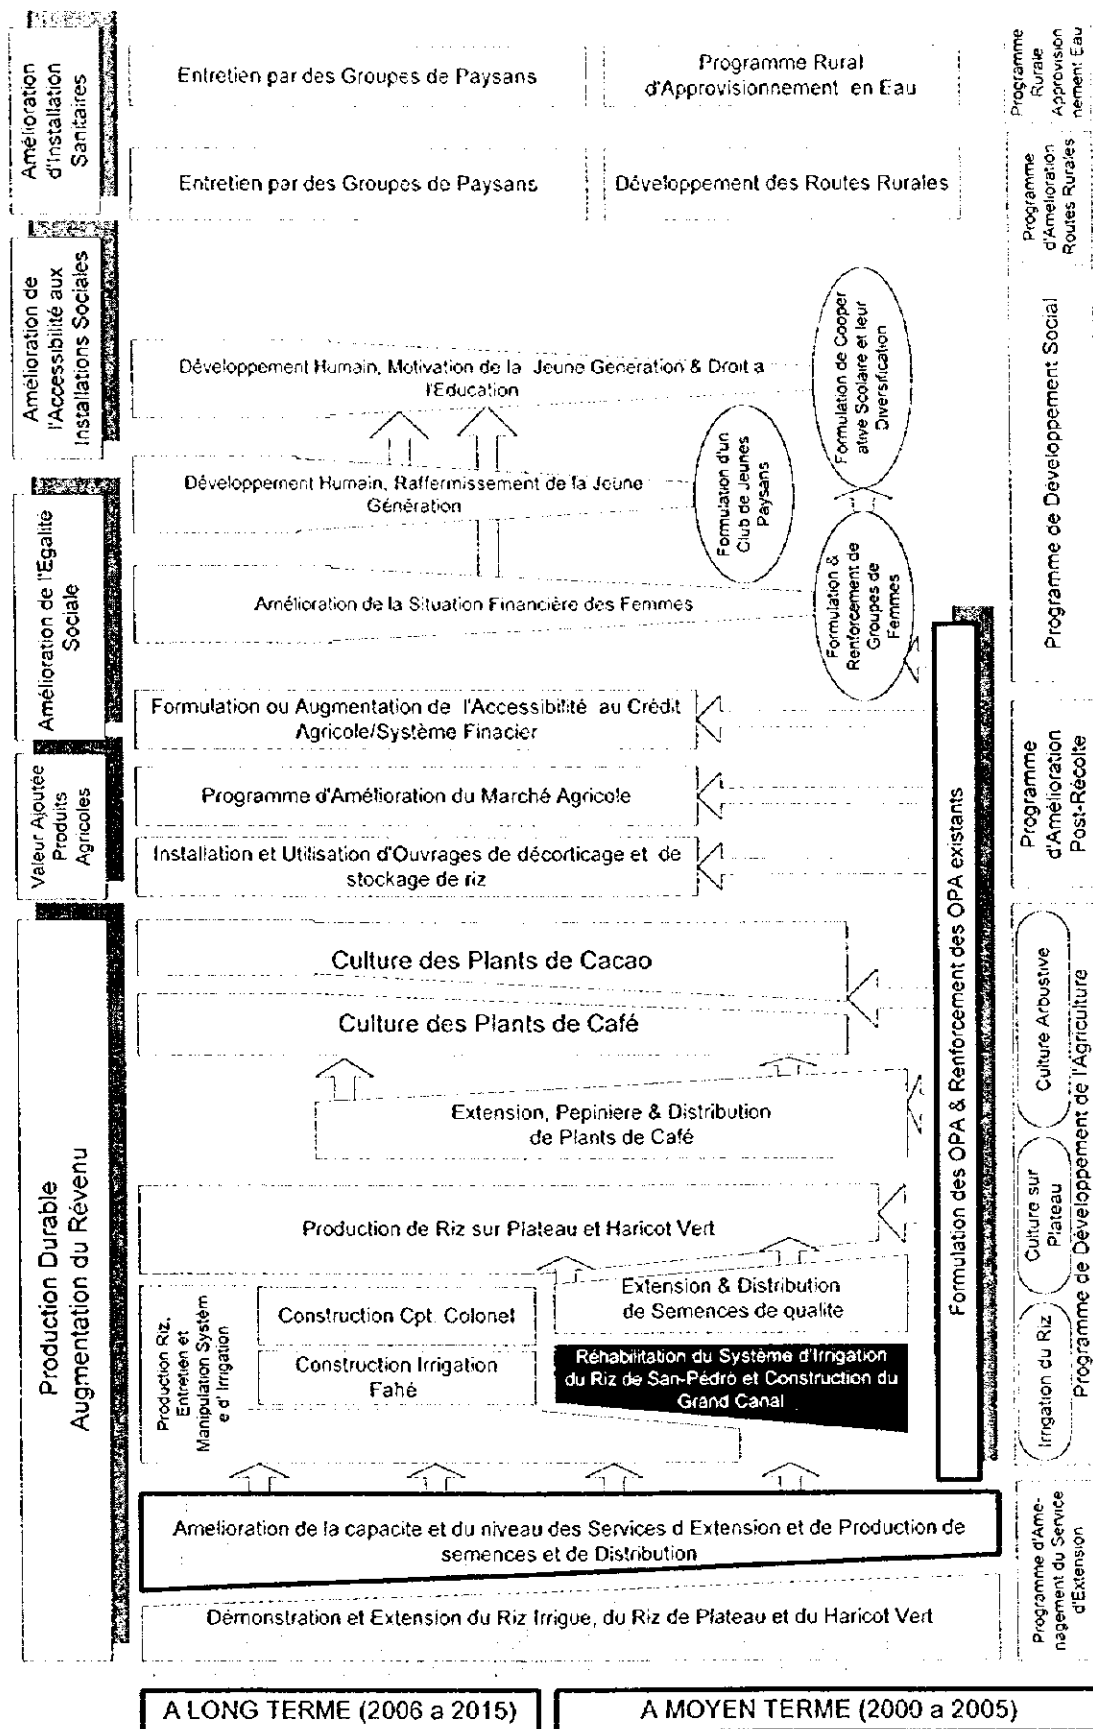 Amélioration
d'Installation
Sanitaires
Entretien par des Groupes de Paysans
Programme Rural
d'Approvisionnement en Eau
Programme
Rurale
Approvision
nement Eau
Entretien par des Groupes de Paysans
Développement des Routes Rurales
Programme
d'Amelioration
Routes Rurales
Amélioration de
l'Accessibilité aux
Installations Sociales
Développement Humain, Motivation de la Jeune Generation & Droit a
l'Education
Formulation de Cooper
ative Scolaire et leur
Diversification
Développement Humain, Raffermissement de la Jeune
Génération
Formulation d'un
Club de Jeunes
Paysans
Programme de Développement Social
Amélioration de l'Egalité
Sociale
Amélioration de la Situation Financière des Femmes
Formulation &
Renforcement de
Groupes de
Femmes
Formulation ou Augmentation de l'Accessibilité au Crédit
Agricole/Système Finacier
Valeur Ajoutée
Produits
Agricoles
Programme d'Amélioration du Marché Agricole
Installation et Utilisation d'Ouvrages de décorticage et de
stockage de riz
Programme
d'Amélioration
Post-Récolte
Formulation des OPA & Renforcement des OPA existants
Production Durable
Augmentation du Révenu
Culture des Plants de Cacao
Culture des Plants de Café
Culture Arbustive
Extension, Pepiniere & Distribution
de Plants de Café
Production de Riz sur Plateau et Haricot Vert
Culture sur
Plateau
Programme de Développement de l'Agriculture
Production Riz,
Entretien et
Manipulation Systèm
e d' Irrigation
Construction Cpt. Colonel
Extension & Distribution
de Semences de qualité
Construction Irrigation
Fahé
Réhabilitation du Système d'Irrigation
du Riz de San-Pédro et Construction du
Grand Canal
Irrigation du Riz
Amelioration de la capacite et du niveau des Services d Extension et de Production de
semences et de Distribution
Démonstration et Extension du Riz Irrigue, du Riz de Plateau et du Haricot Vert
Programme d'Ame-
nagement du Service
d'Extension
A LONG TERME (2006 a 2015)
A MOYEN TERME (2000 a 2005)